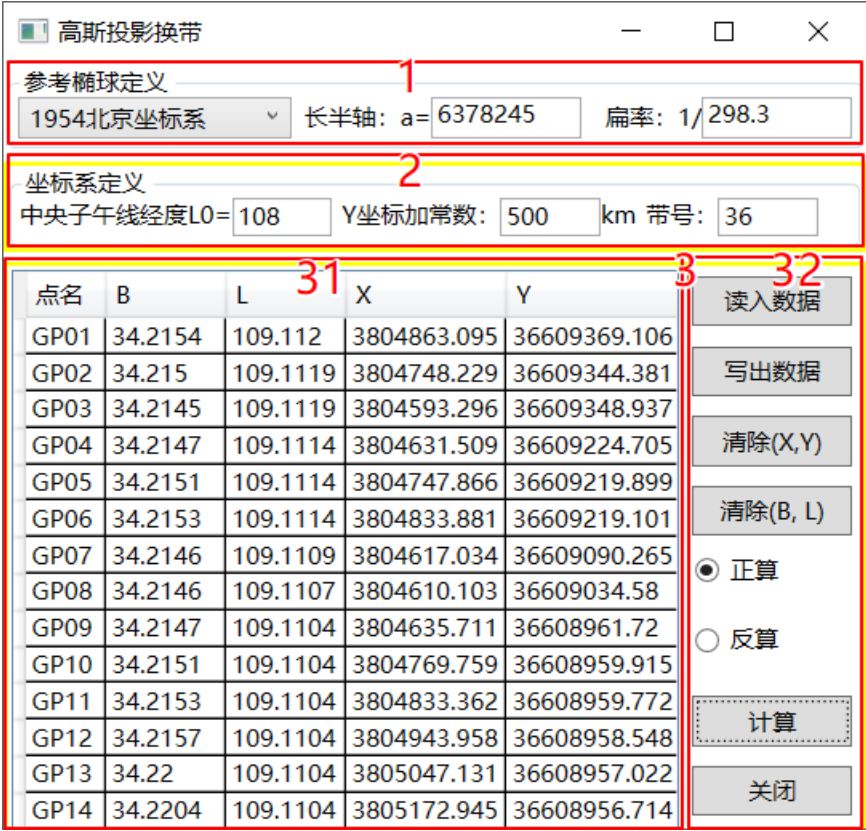 高斯投影换带
1
参考椭球定义
1954北京坐标系 长半轴: a= 6378245 扁率: 1/ 298.3
2
坐标系定义
中央子午线经度L0= 108 Y坐标加常数: 500 km 带号: 36
31 3 32
点名 B L X Y 读入数据
GP01 34.2154 109.112 3804863.095 36609369.106
GP02 34.215 109.1119 3804748.229 36609344.381 写出数据
GP03 34.2145 109.1119 3804593.296 36609348.937
GP04 34.2147 109.1114 3804631.509 36609224.705 清除(X,Y)
GP05 34.2151 109.1114 3804747.866 36609219.899
GP06 34.2153 109.1114 3804833.881 36609219.101 清除(B, L)
GP07 34.2146 109.1109 3804617.034 36609090.265 正算
GP08 34.2146 109.1107 3804610.103 36609034.58
GP09 34.2147 109.1104 3804635.711 36608961.72 反算
GP10 34.2151 109.1104 3804769.759 36608959.915
GP11 34.2153 109.1104 3804833.362 36608959.772
GP12 34.2157 109.1104 3804943.958 36608958.548 计算
GP13 34.22 109.1104 3805047.131 36608957.022
GP14 34.2204 109.1104 3805172.945 36608956.714 关闭